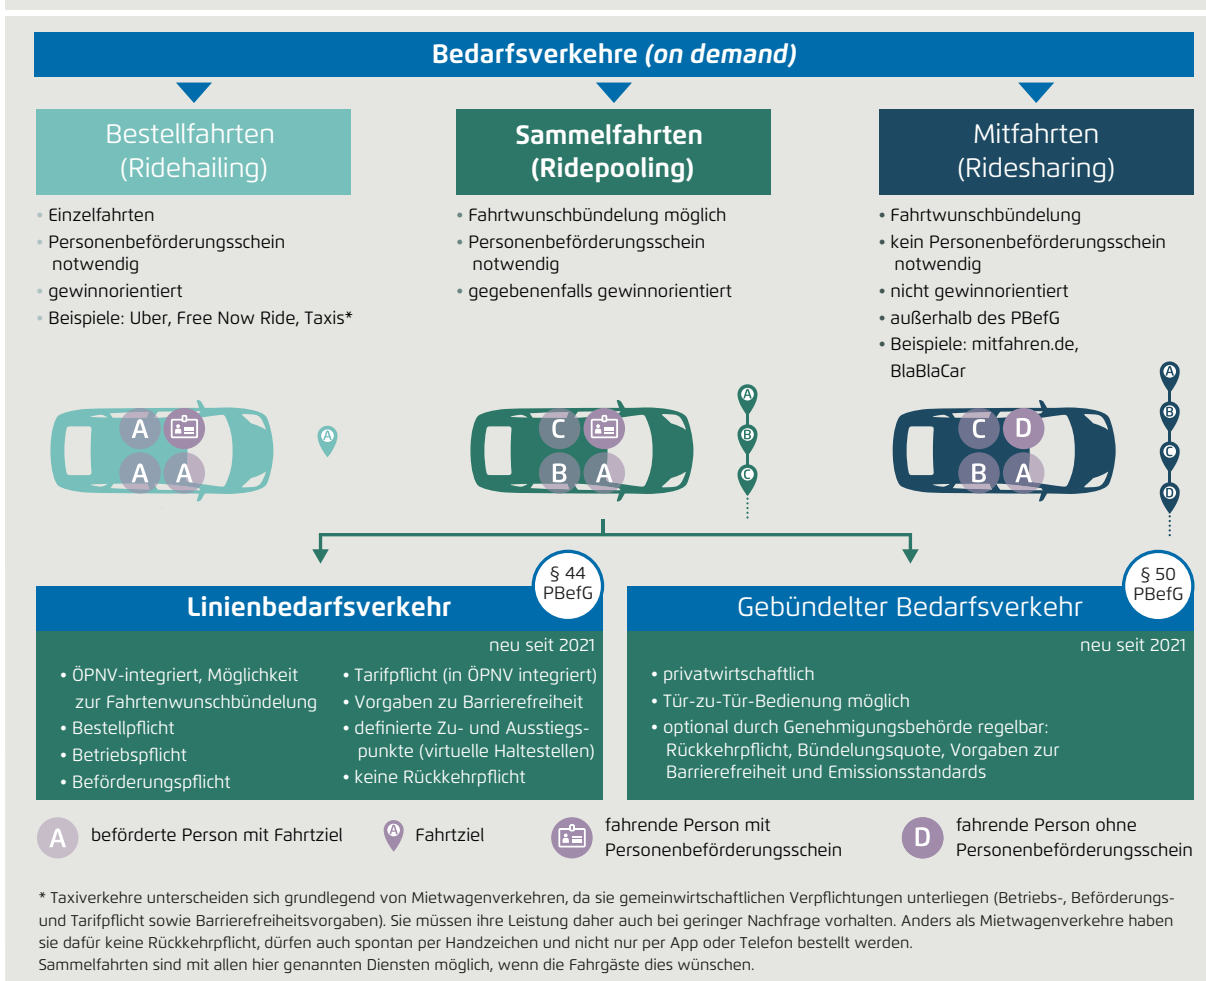 Bedarfsverkehre (on demand)
Bestellfahrten
(Ridehailing)
• Einzelfahrten
• Personenbeförderungsschein
notwendig
• gewinnorientiert
• Beispiele: Uber, Free Now Ride, Taxis*
Sammelfahrten
(Ridepooling)
• Fahrtwunschbündelung möglich
• Personenbeförderungsschein
notwendig
• gegebenenfalls gewinnorientiert
Mitfahrten
(Ridesharing)
• Fahrtwunschbündelung
• kein Personenbeförderungsschein
notwendig
• nicht gewinnorientiert
• außerhalb des PBefG
• Beispiele: mitfahren.de,
BlaBlaCar
A
A A
A
C
B A
A
B
C
C D
B A
A
B
C
D
§ 44
PBefG
Linienbedarfsverkehr
neu seit 2021
• ÖPNV-integriert, Möglichkeit
zur Fahrtenwunschbündelung
• Bestellpflicht
• Betriebspflicht
• Beförderungspflicht
• Tarifpflicht (in ÖPNV integriert)
• Vorgaben zu Barrierefreiheit
• definierte Zu- und Ausstiegs-
punkte (virtuelle Haltestellen)
• keine Rückkehrpflicht
§ 50
PBefG
Gebündelter Bedarfsverkehr
neu seit 2021
• privatwirtschaftlich
• Tür-zu-Tür-Bedienung möglich
• optional durch Genehmigungsbehörde regelbar:
Rückkehrpflicht, Bündelungsquote, Vorgaben zur
Barrierefreiheit und Emissionsstandards
A beförderte Person mit Fahrtziel
A Fahrtziel
fahrende Person mit
Personenbeförderungsschein
D fahrende Person ohne
Personenbeförderungsschein
* Taxiverkehre unterscheiden sich grundlegend von Mietwagenverkehren, da sie gemeinwirtschaftlichen Verpflichtungen unterliegen (Betriebs-, Beförderungs-
und Tarifpflicht sowie Barrierefreiheitsvorgaben). Sie müssen ihre Leistung daher auch bei geringer Nachfrage vorhalten. Anders als Mietwagenverkehre haben
sie dafür keine Rückkehrpflicht, dürfen auch spontan per Handzeichen und nicht nur per App oder Telefon bestellt werden.
Sammelfahrten sind mit allen hier genannten Diensten möglich, wenn die Fahrgäste dies wünschen.